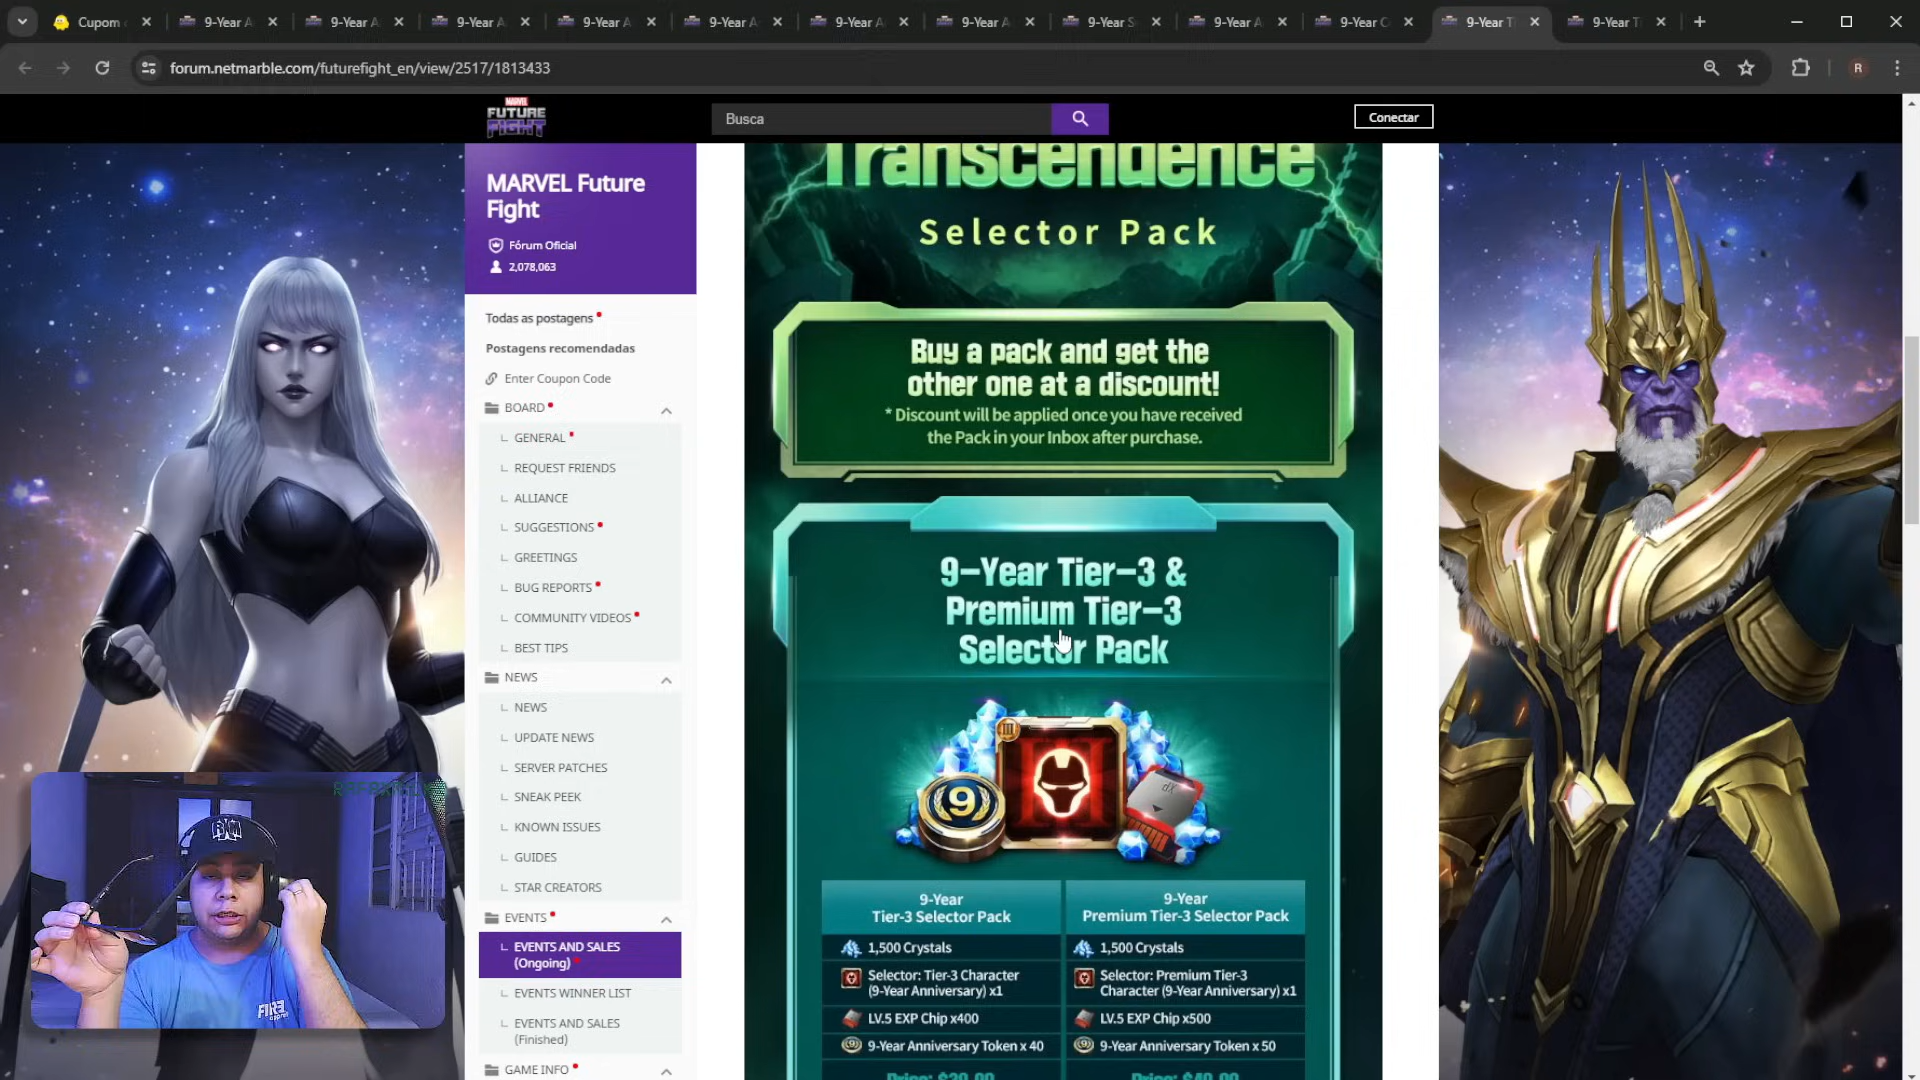 Cupom
9-Year A
9-Year A
9-Year A
9-Year A
9-Year A
9-Year A
9-Year A
9-Year S
9-Year A
9-Year C
9-Year T
9-Year T
forum.netmarble.com/futurefight_en/view/2517/1813433
R
MARVEL
FUTURE
FIGHT
Busca
Conectar
MARVEL Future
Fight
Fórum Oficial
2,078,063
Todas as postagens
Postagens recomendadas
Enter Coupon Code
BOARD
GENERAL
REQUEST FRIENDS
ALLIANCE
SUGGESTIONS
GREETINGS
BUG REPORTS
COMMUNITY VIDEOS
BEST TIPS
NEWS
NEWS
UPDATE NEWS
SERVER PATCHES
SNEAK PEEK
KNOWN ISSUES
GUIDES
STAR CREATORS
EVENTS
EVENTS AND SALES
(Ongoing)
EVENTS WINNER LIST
EVENTS AND SALES
(Finished)
GAME INFO
Transcendence
Selector Pack
Buy a pack and get the
other one at a discount!
* Discount will be applied once you have received
the Pack in your Inbox after purchase.
9-Year Tier-3 &
Premium Tier-3
Selector Pack
III
9
dX
9-Year
Tier-3 Selector Pack
1,500 Crystals
Selector: Tier-3 Character
(9-Year Anniversary) x1
LV.5 EXP Chip x400
9-Year Anniversary Token x 40
9-Year
Premium Tier-3 Selector Pack
1,500 Crystals
Selector: Premium Tier-3
Character (9-Year Anniversary) x1
LV.5 EXP Chip x500
9-Year Anniversary Token x 50